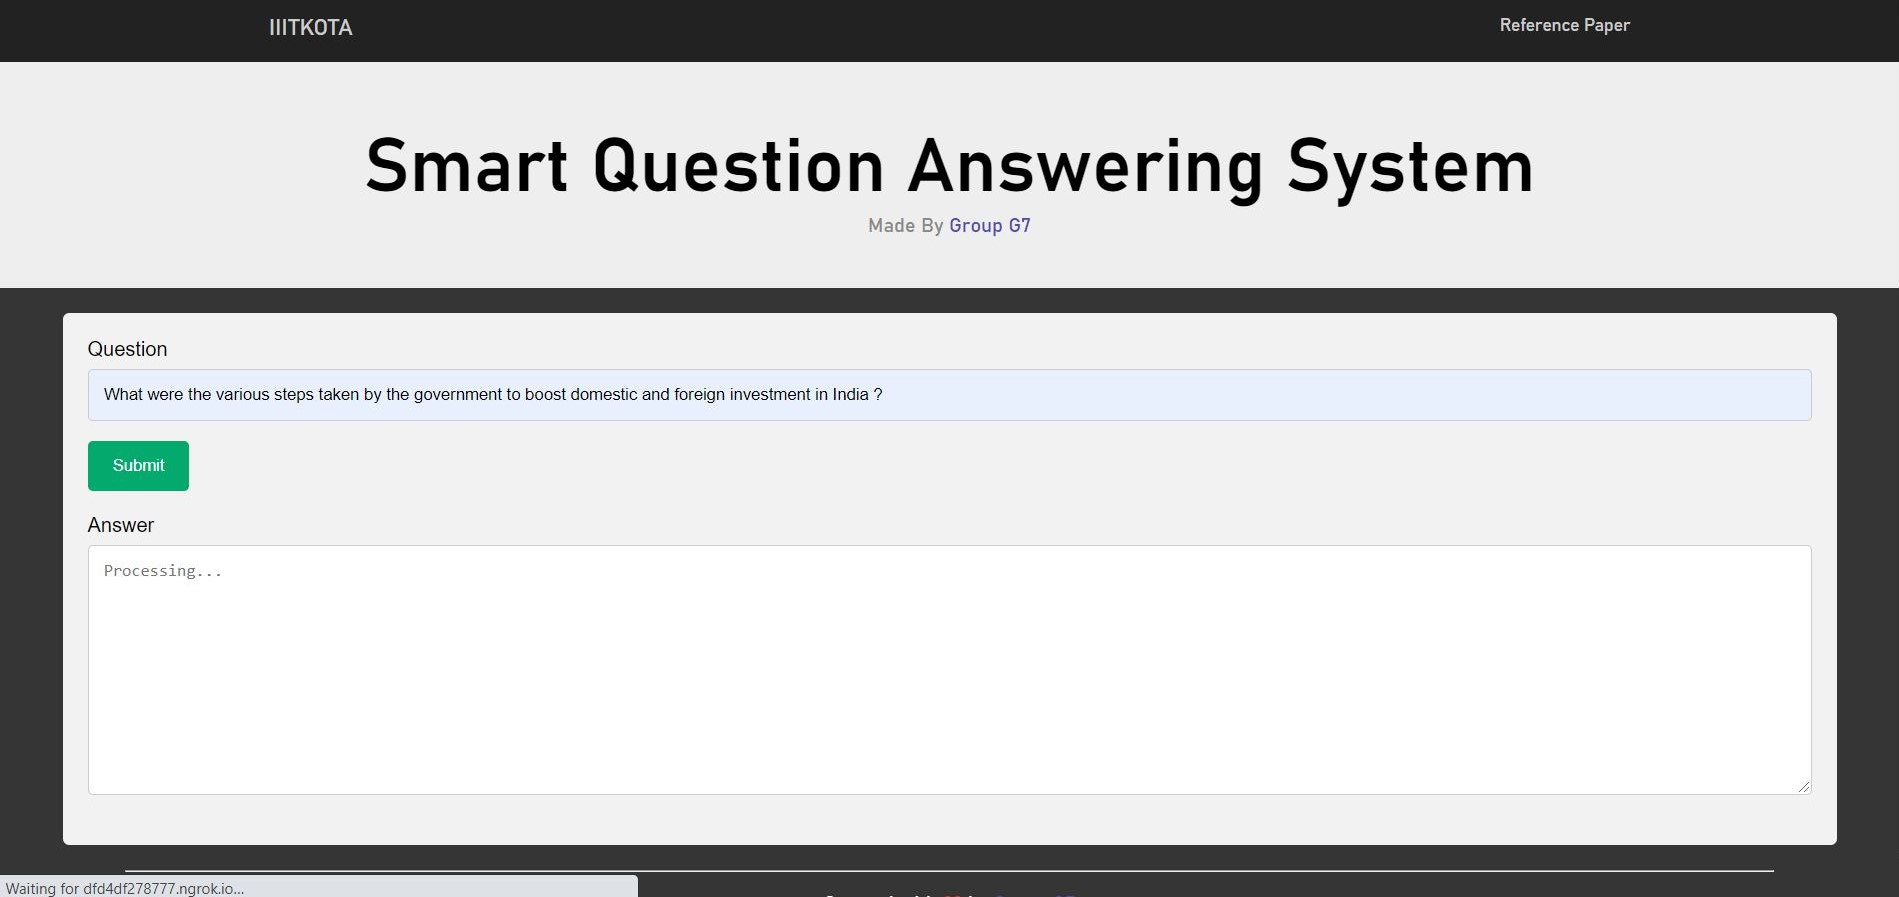 IIITKOTA
Reference Paper
Smart Question Answering System
Made By Group G7
Question
What were the various steps taken by the government to boost domestic and foreign investment in India ?
Submit
Answer
Processing...
Waiting for dfd4df278777.ngrok.io...